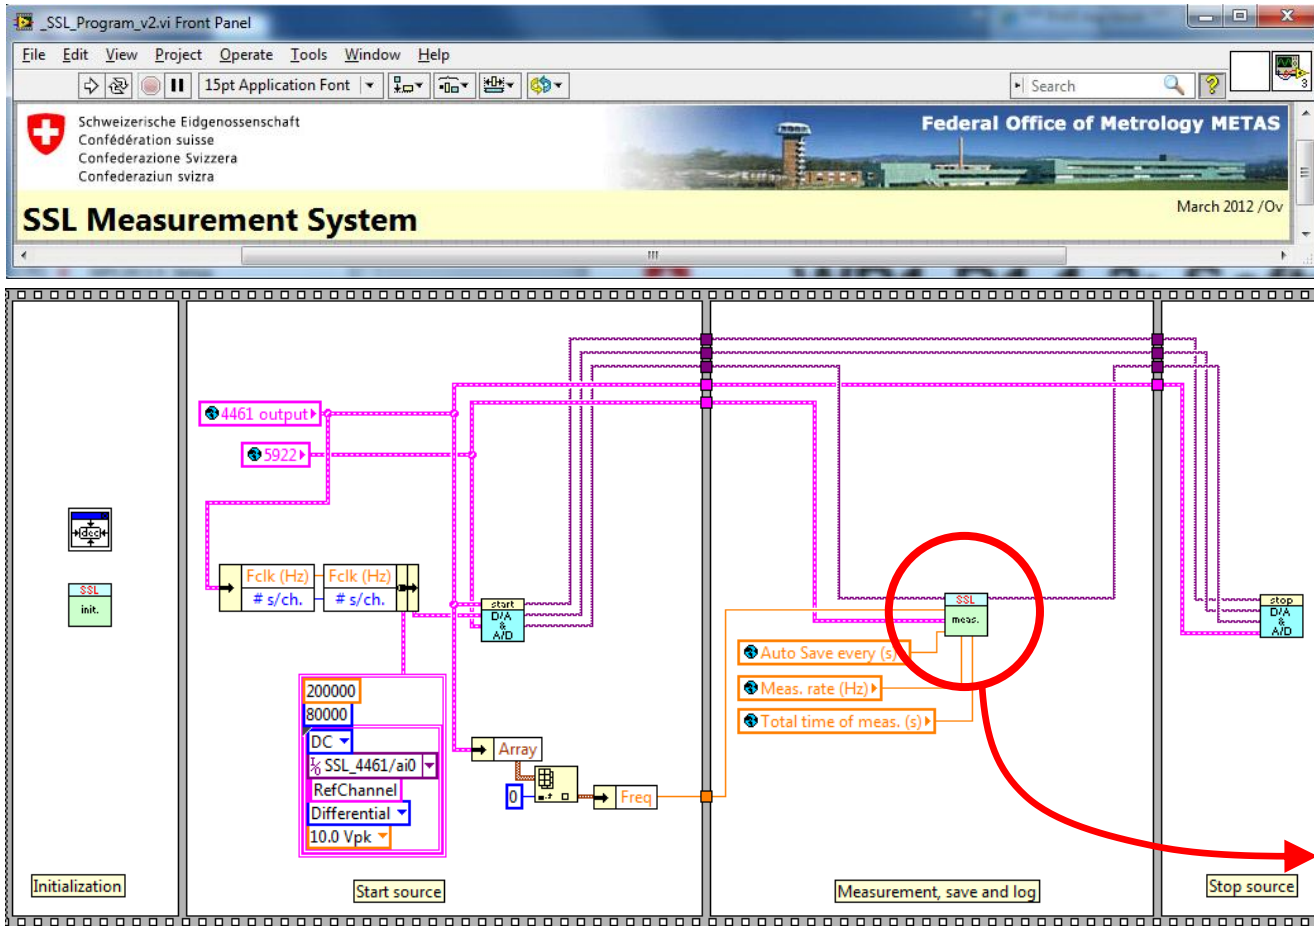 _SSL_Program_v2.vi Front Panel
File Edit View Project Operate Tools Window Help
15pt Application Font
Search
3
Schweizerische Eidgenossenschaft
Confédération suisse
Confederazione Svizzera
Confederaziun svizra
Federal Office of Metrology METAS
SSL Measurement System
March 2012 /Ov
4461 output
5922
dec
SSL
init.
Fclk (Hz) Fclk (Hz)
# s/ch. # s/ch.
start
D/A
&
A/D
200000
80000
DC
SSL_4461/ai0
RefChannel
Differential
10.0 Vpk
Array
0
Freq
SSL
meas.
Auto Save every (s)
Meas. rate (Hz)
Total time of meas. (s)
stop
D/A
&
A/D
Initialization
Start source
Measurement, save and log
Stop source